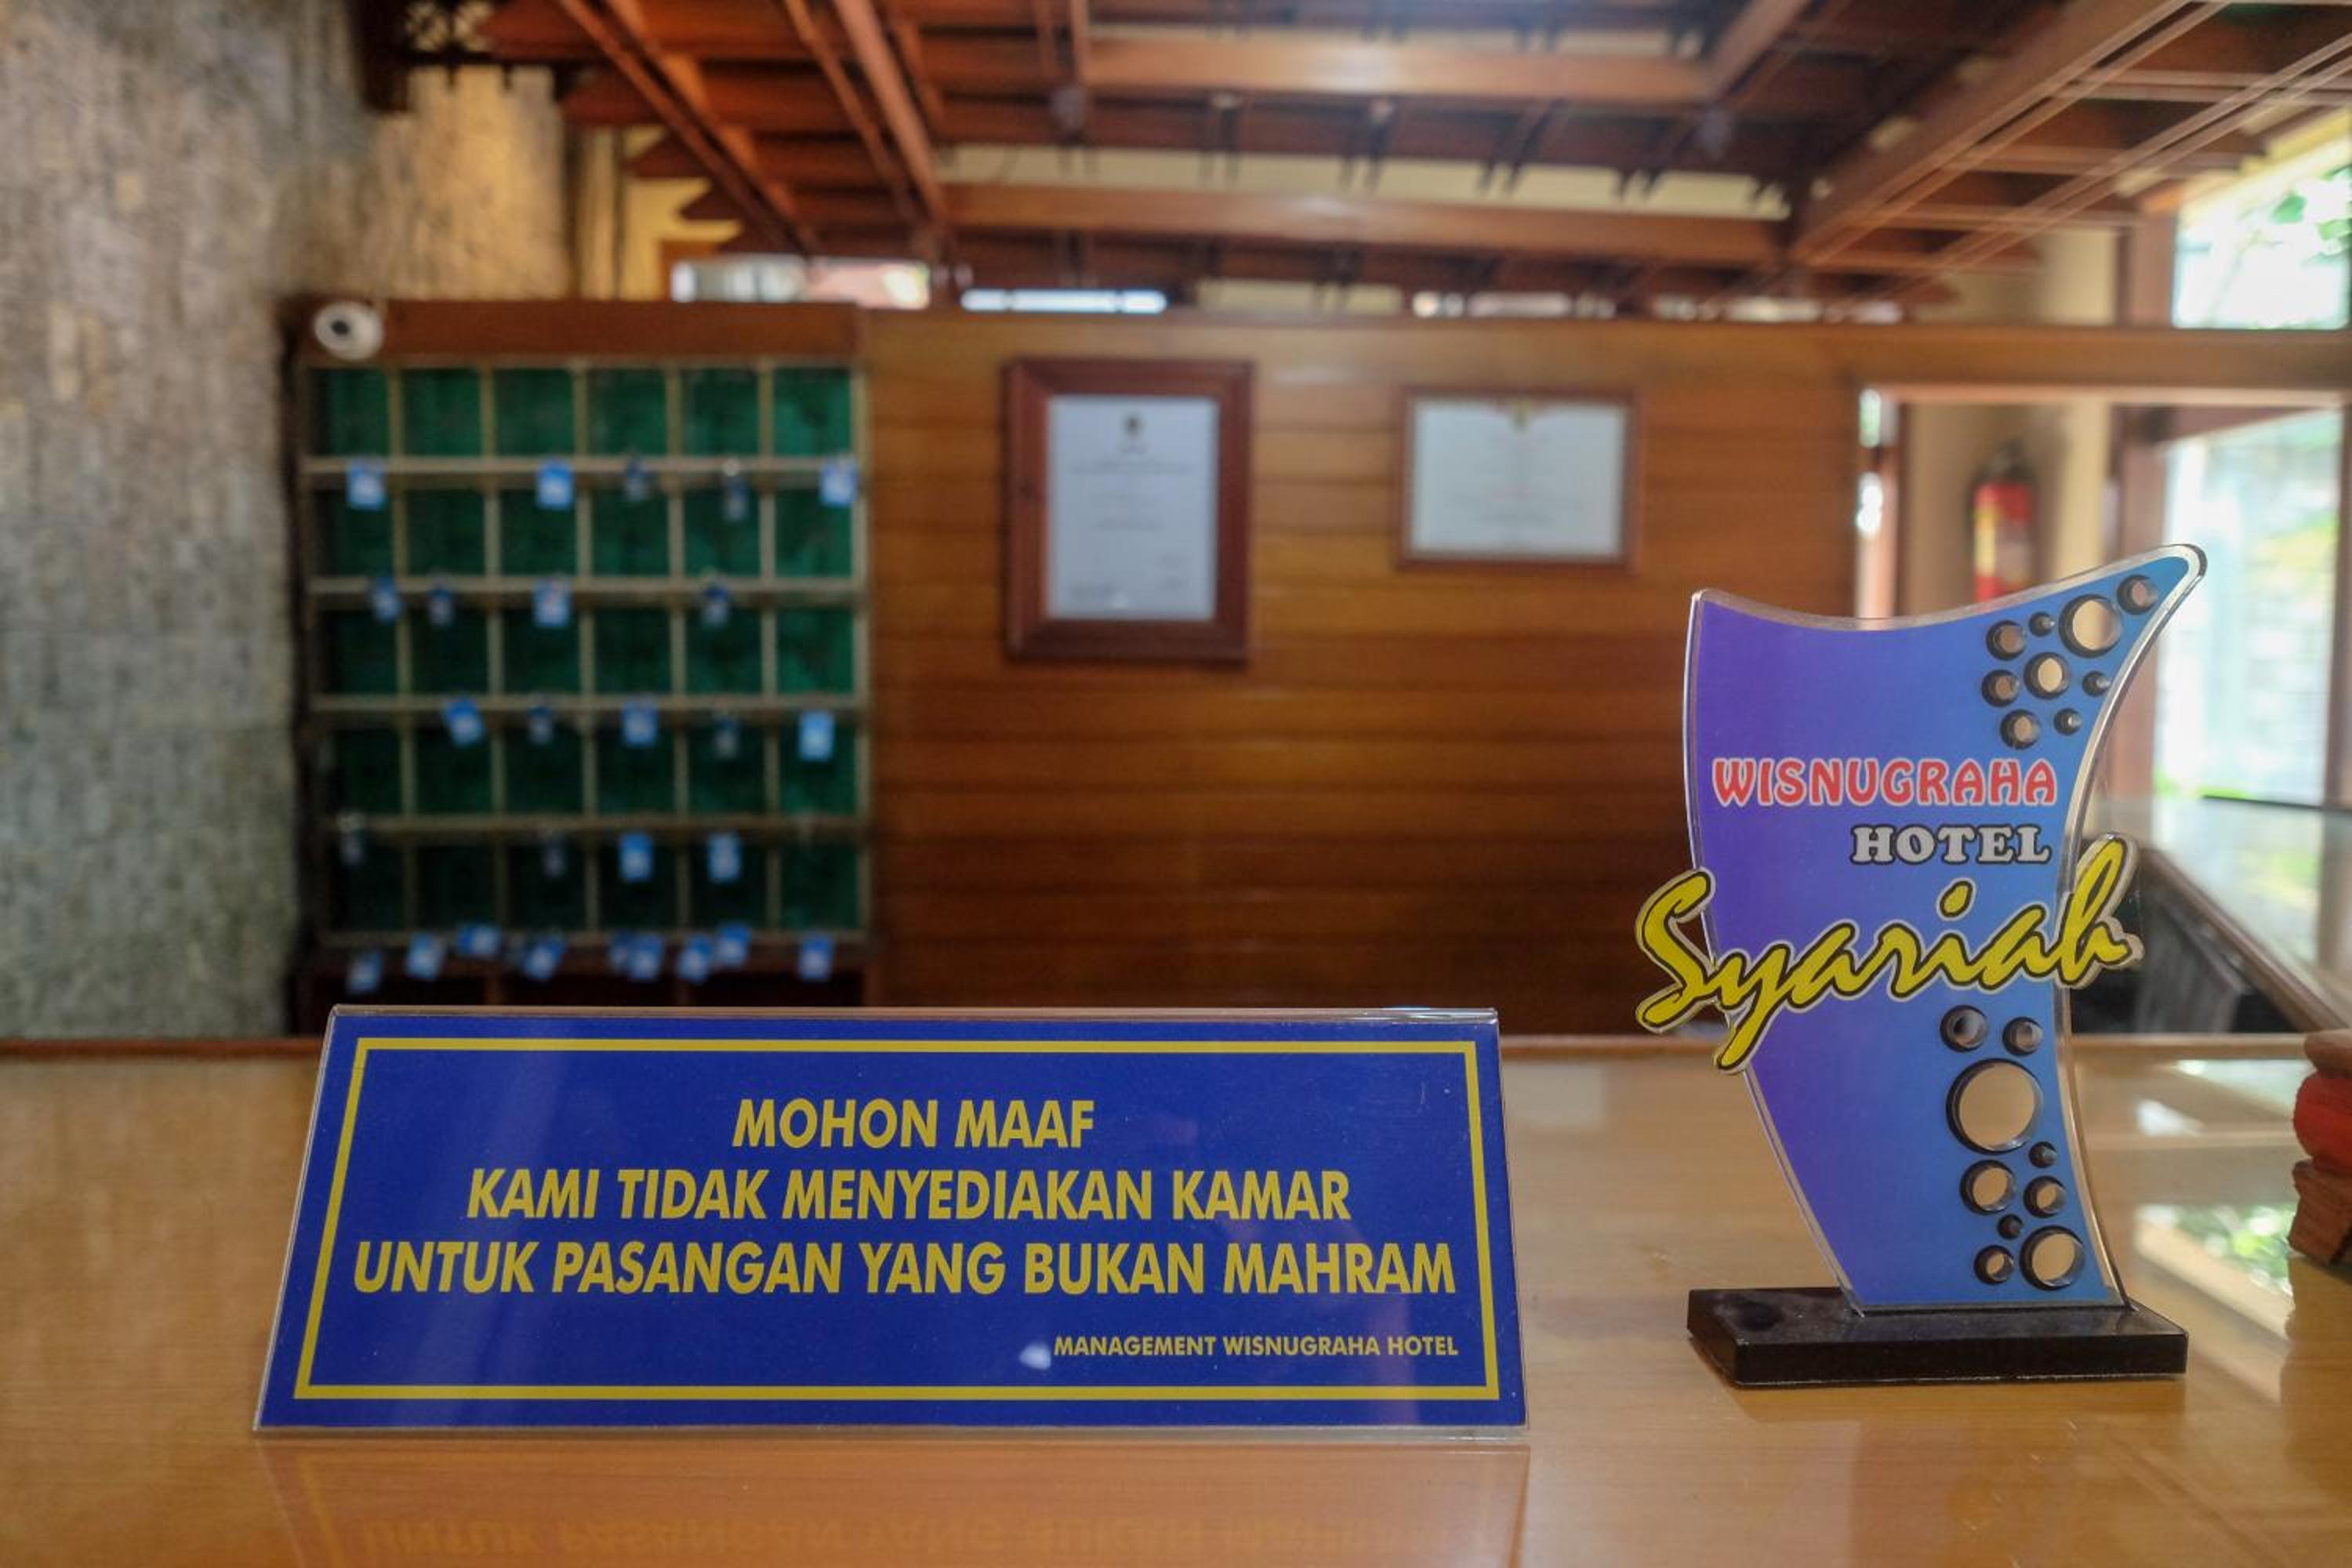 WISNUGRAHA
HOTEL
Syariah
MOHON MAAF
KAMI TIDAK MENYEDIAKAN KAMAR
UNTUK PASANGAN YANG BUKAN MAHRAM
MANAGEMENT WISNUGRAHA HOTEL